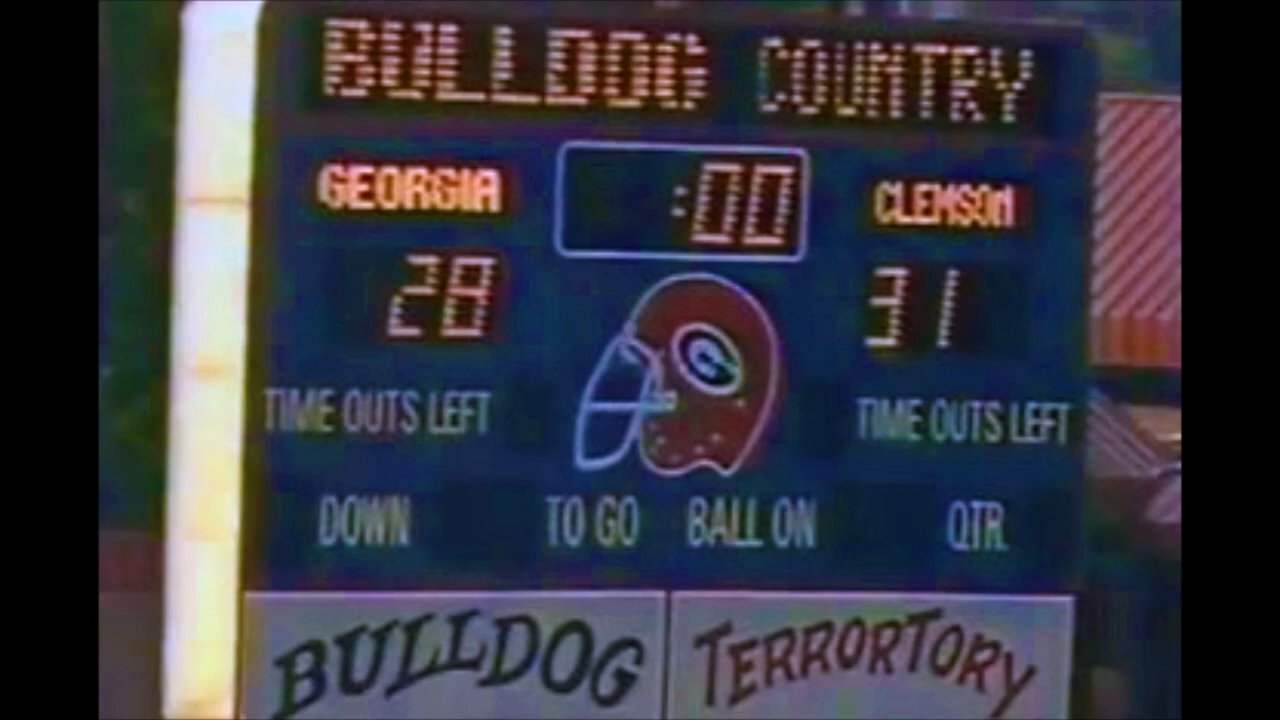 BULLDOG COUNTRY
GEORGIA :00 CLEMSON
28 31
G
TIME OUTS LEFT TIME OUTS LEFT
DOWN TO GO BALL ON QTR.
BULLDOG TERRORTORY